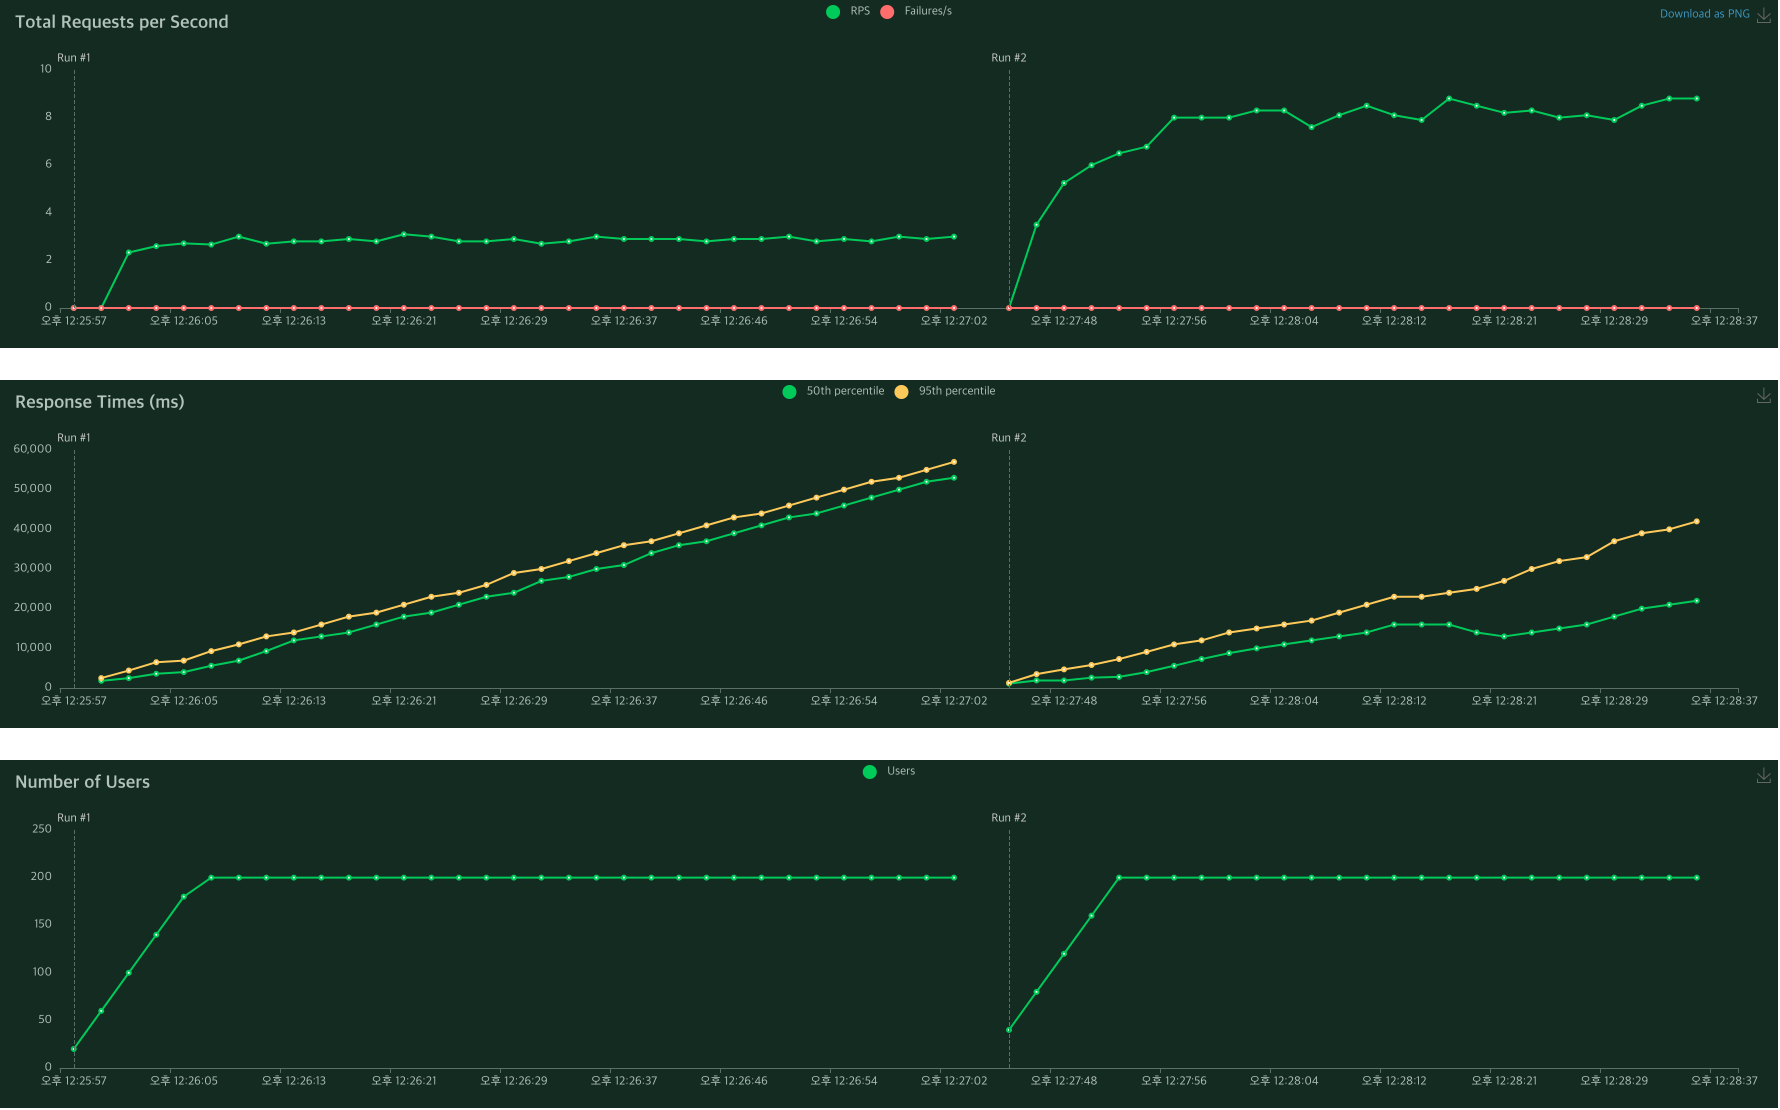 Total Requests per Second
RPS Failures/s
Download as PNG
Run #1 Run #2
10
8
6
4
2
0
오후 12:25:57 오후 12:26:05 오후 12:26:13 오후 12:26:21 오후 12:26:29 오후 12:26:37 오후 12:26:46 오후 12:26:54 오후 12:27:02 오후 12:27:48 오후 12:27:56 오후 12:28:04 오후 12:28:12 오후 12:28:21 오후 12:28:29 오후 12:28:37
Response Times (ms)
50th percentile 95th percentile
Run #1 Run #2
60,000
50,000
40,000
30,000
20,000
10,000
0
오후 12:25:57 오후 12:26:05 오후 12:26:13 오후 12:26:21 오후 12:26:29 오후 12:26:37 오후 12:26:46 오후 12:26:54 오후 12:27:02 오후 12:27:48 오후 12:27:56 오후 12:28:04 오후 12:28:12 오후 12:28:21 오후 12:28:29 오후 12:28:37
Number of Users
Users
Run #1 Run #2
250
200
150
100
50
0
오후 12:25:57 오후 12:26:05 오후 12:26:13 오후 12:26:21 오후 12:26:29 오후 12:26:37 오후 12:26:46 오후 12:26:54 오후 12:27:02 오후 12:27:48 오후 12:27:56 오후 12:28:04 오후 12:28:12 오후 12:28:21 오후 12:28:29 오후 12:28:37